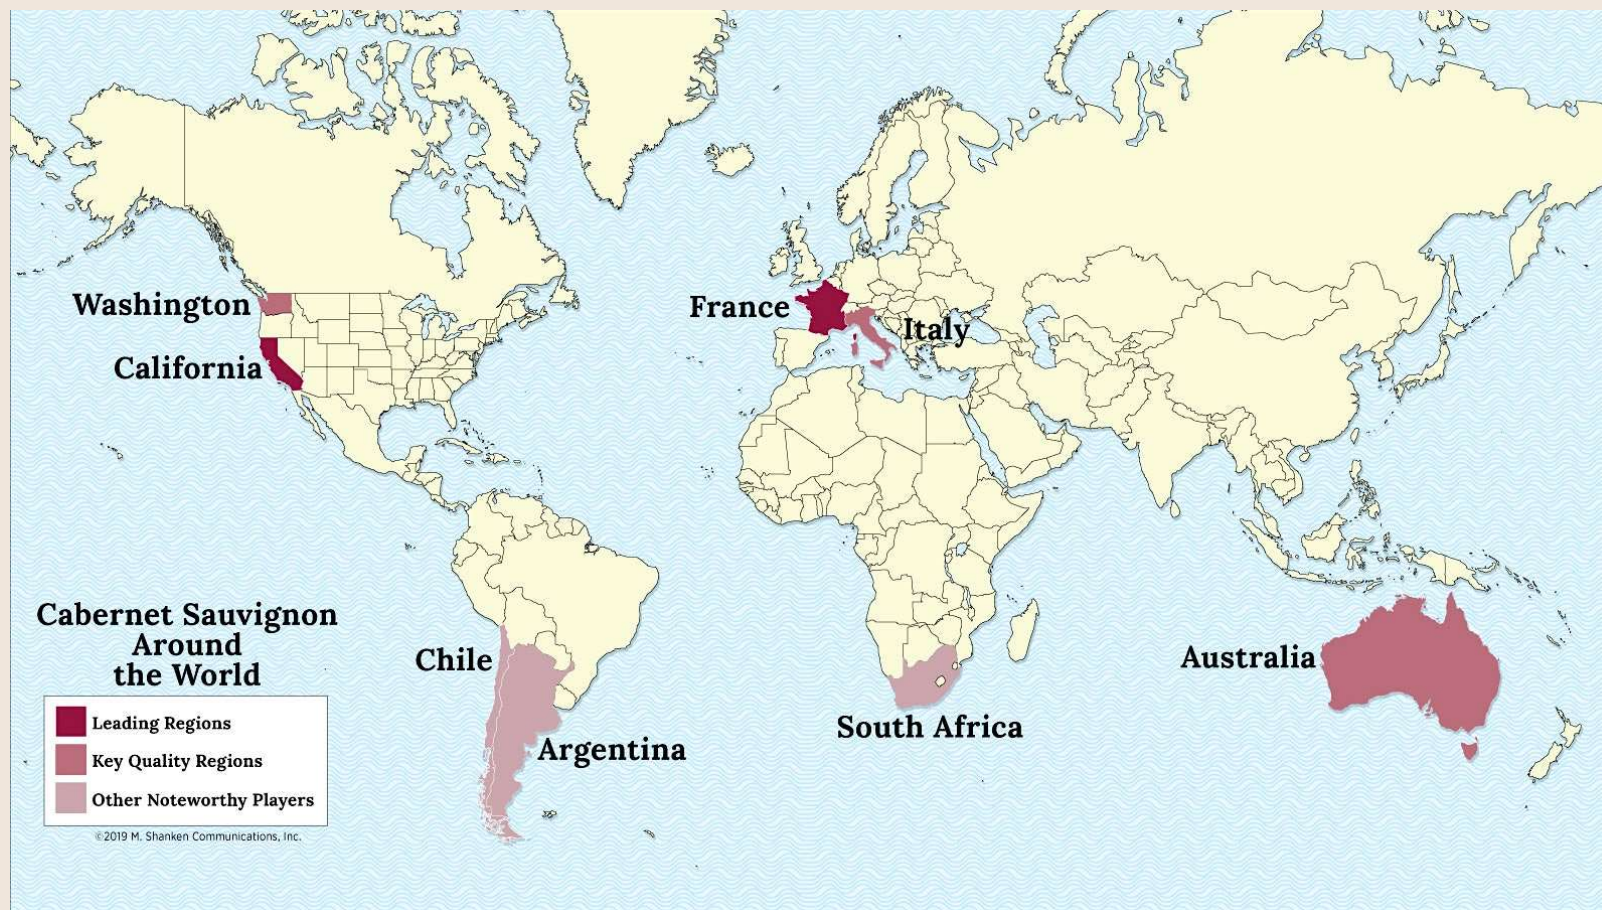 Washington
California
France
Italy
Cabernet Sauvignon
Around
the World
Chile
Argentina
South Africa
Australia
Leading Regions
Key Quality Regions
Other Noteworthy Players
©2019 M. Shanken Communications, Inc.